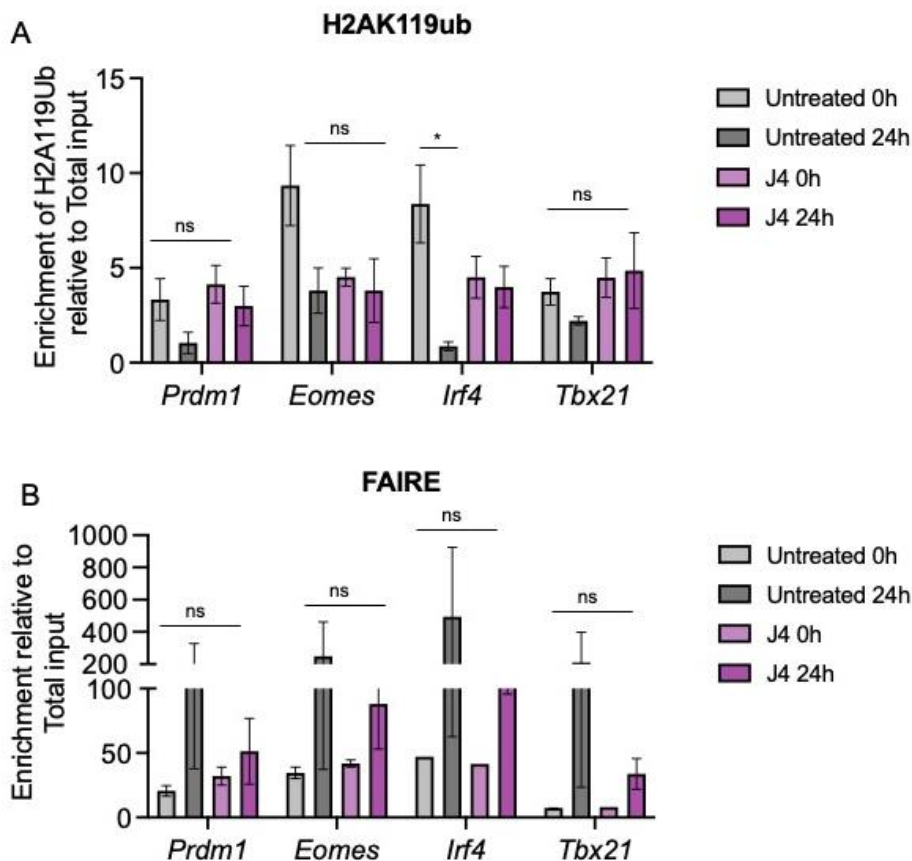 A
H2AK119ub
Enrichment of H2A119Ub
relative to Total input
15
10
5
0
ns
ns
*
ns
Prdm1
Eomes
Irf4
Tbx21
Untreated 0h
Untreated 24h
J4 0h
J4 24h
B
FAIRE
Enrichment relative to
Total input
1000
800
600
400
200
100
50
0
ns
ns
ns
ns
Prdm1
Eomes
Irf4
Tbx21
Untreated 0h
Untreated 24h
J4 0h
J4 24h